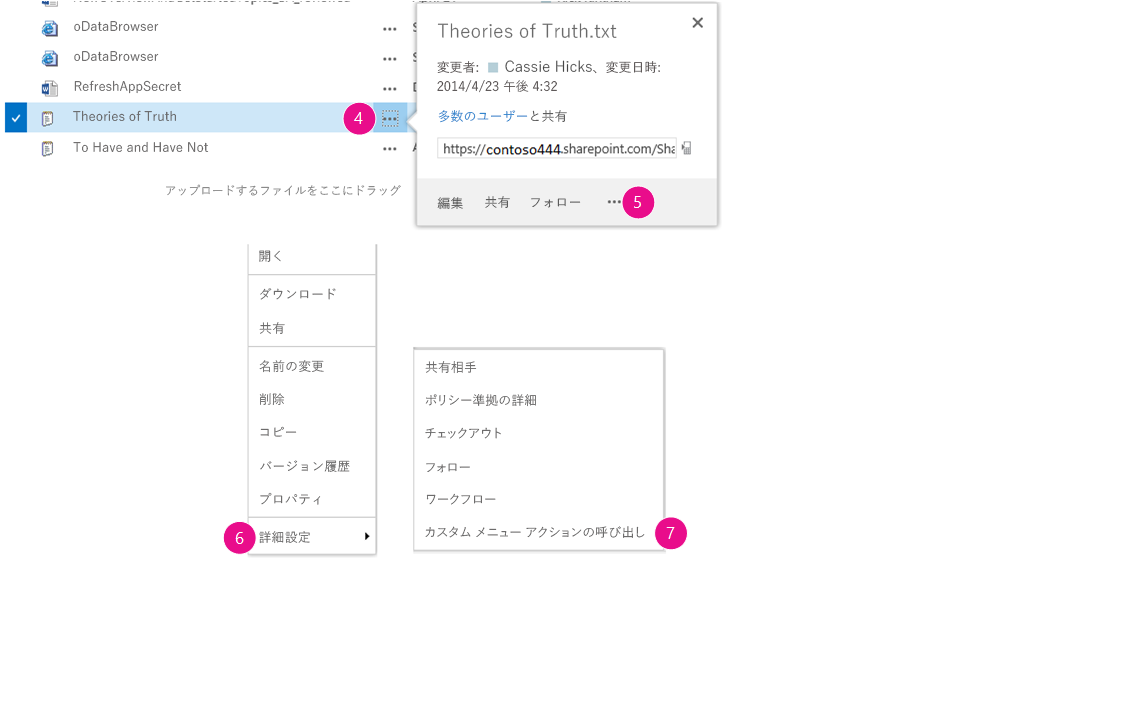 oDataBrowser
oDataBrowser
RefreshAppSecret
Theories of Truth
4
To Have and Have Not
アップロードするファイルをここにドラッグ
Theories of Truth.txt
変更者: Cassie Hicks、変更日時:
2014/4/23 午後 4:32
多数のユーザーと共有
https://contoso444.sharepoint.com/Sha
編集 共有 フォロー ••• 5
開く
ダウンロード
共有
名前の変更
削除
コピー
バージョン履歴
プロパティ
6 詳細設定
共有相手
ポリシー準拠の詳細
チェックアウト
フォロー
ワークフロー
カスタム メニュー アクションの呼び出し 7